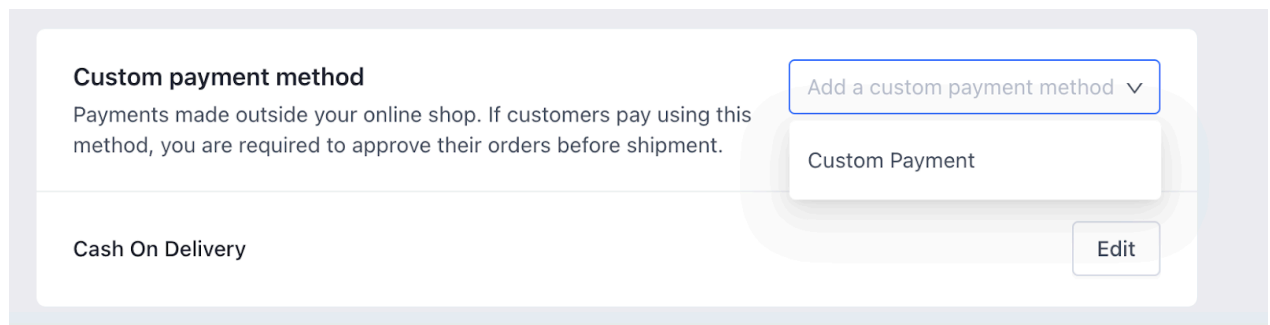 Custom payment method
Add a custom payment method
Payments made outside your online shop. If customers pay using this
method, you are required to approve their orders before shipment.
Custom Payment
Cash On Delivery
Edit